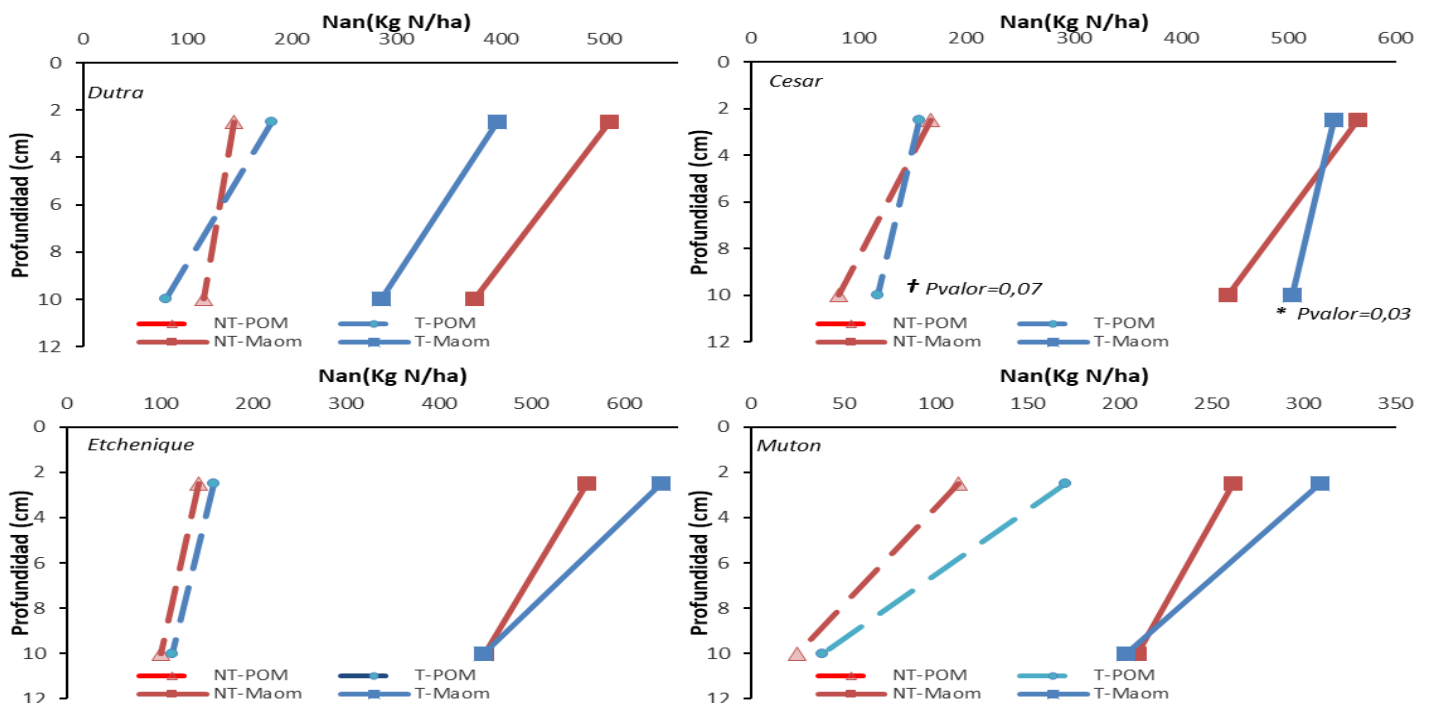 Nan(Kg N/ha)
0 100 200 300 400 500
Profundidad (cm)
0
2
4
6
8
10
12
Dutra
NT-POM T-POM
NT-Maom T-Maom
Nan(Kg N/ha)
0 100 200 300 400 500 600
Profundidad (cm)
0
2
4
6
8
10
12
Cesar
† Pvalor=0,07
* Pvalor=0,03
NT-POM T-POM
NT-Maom T-Maom
Nan(Kg N/ha)
0 100 200 300 400 500 600
Profundidad (cm)
0
2
4
6
8
10
12
Etchenique
NT-POM T-POM
NT-Maom T-Maom
Nan(Kg N/ha)
0 50 100 150 200 250 300 350
Profundidad (cm)
0
2
4
6
8
10
12
Muton
NT-POM T-POM
NT-Maom T-Maom